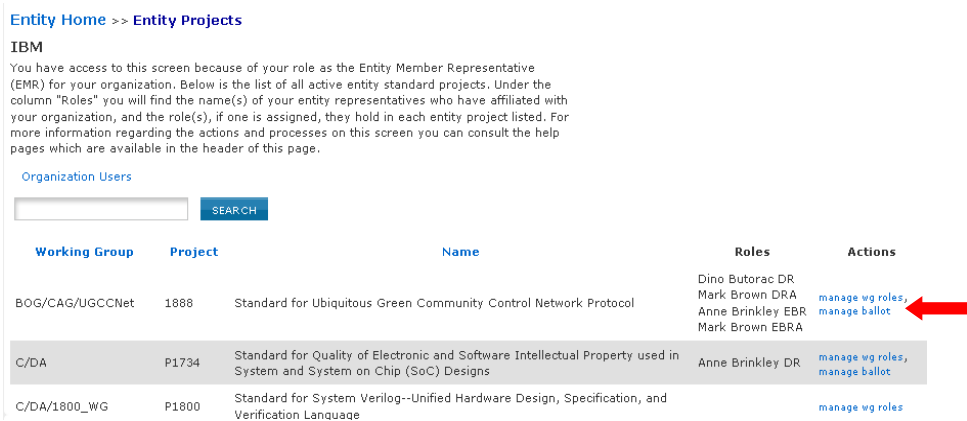 Entity Home >> Entity Projects
IBM
You have access to this screen because of your role as the Entity Member Representative
(EMR) for your organization. Below is the list of all active entity standard projects. Under the
column "Roles" you will find the name(s) of your entity representatives who have affiliated with
your organization, and the role(s), if one is assigned, they hold in each entity project listed. For
more information regarding the actions and processes on this screen you can consult the help
pages which are available in the header of this page.
Organization Users
SEARCH
Working Group Project Name Roles Actions
BOG/CAG/UGCCNet 1888 Standard for Ubiquitous Green Community Control Network Protocol
Dino Butorac DR
Mark Brown DRA
Anne Brinkley EBR
Mark Brown EBRA
manage wg roles,
manage ballot
C/DA P1734
Standard for Quality of Electronic and Software Intellectual Property used in
System and System on Chip (SoC) Designs
Anne Brinkley DR
manage wg roles,
manage ballot
C/DA/1800_WG P1800
Standard for System Verilog--Unified Hardware Design, Specification, and
Verification Language
manage wg roles